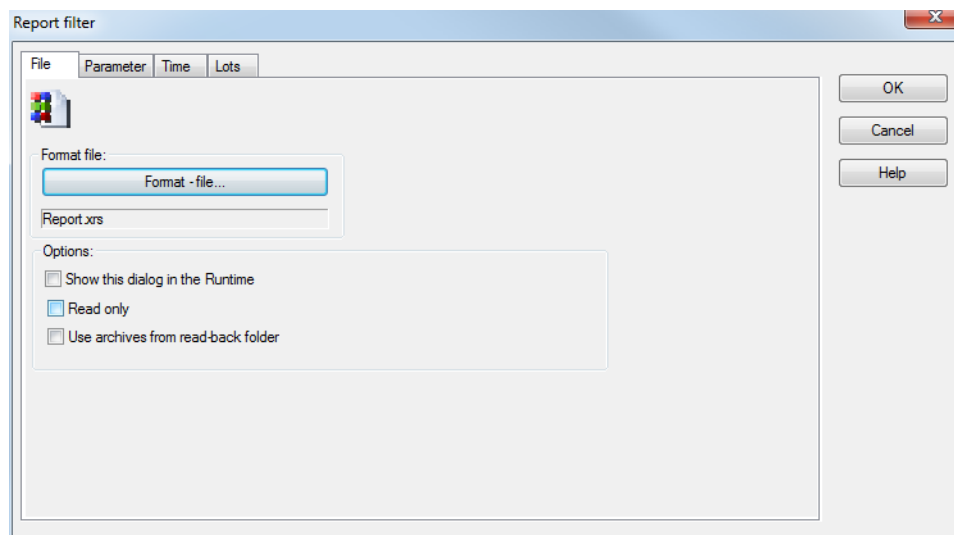 Report filter
File
Parameter
Time
Lots
OK
Cancel
Help
Format file:
Format - file...
Report.xrs
Options:
Show this dialog in the Runtime
Read only
Use archives from read-back folder